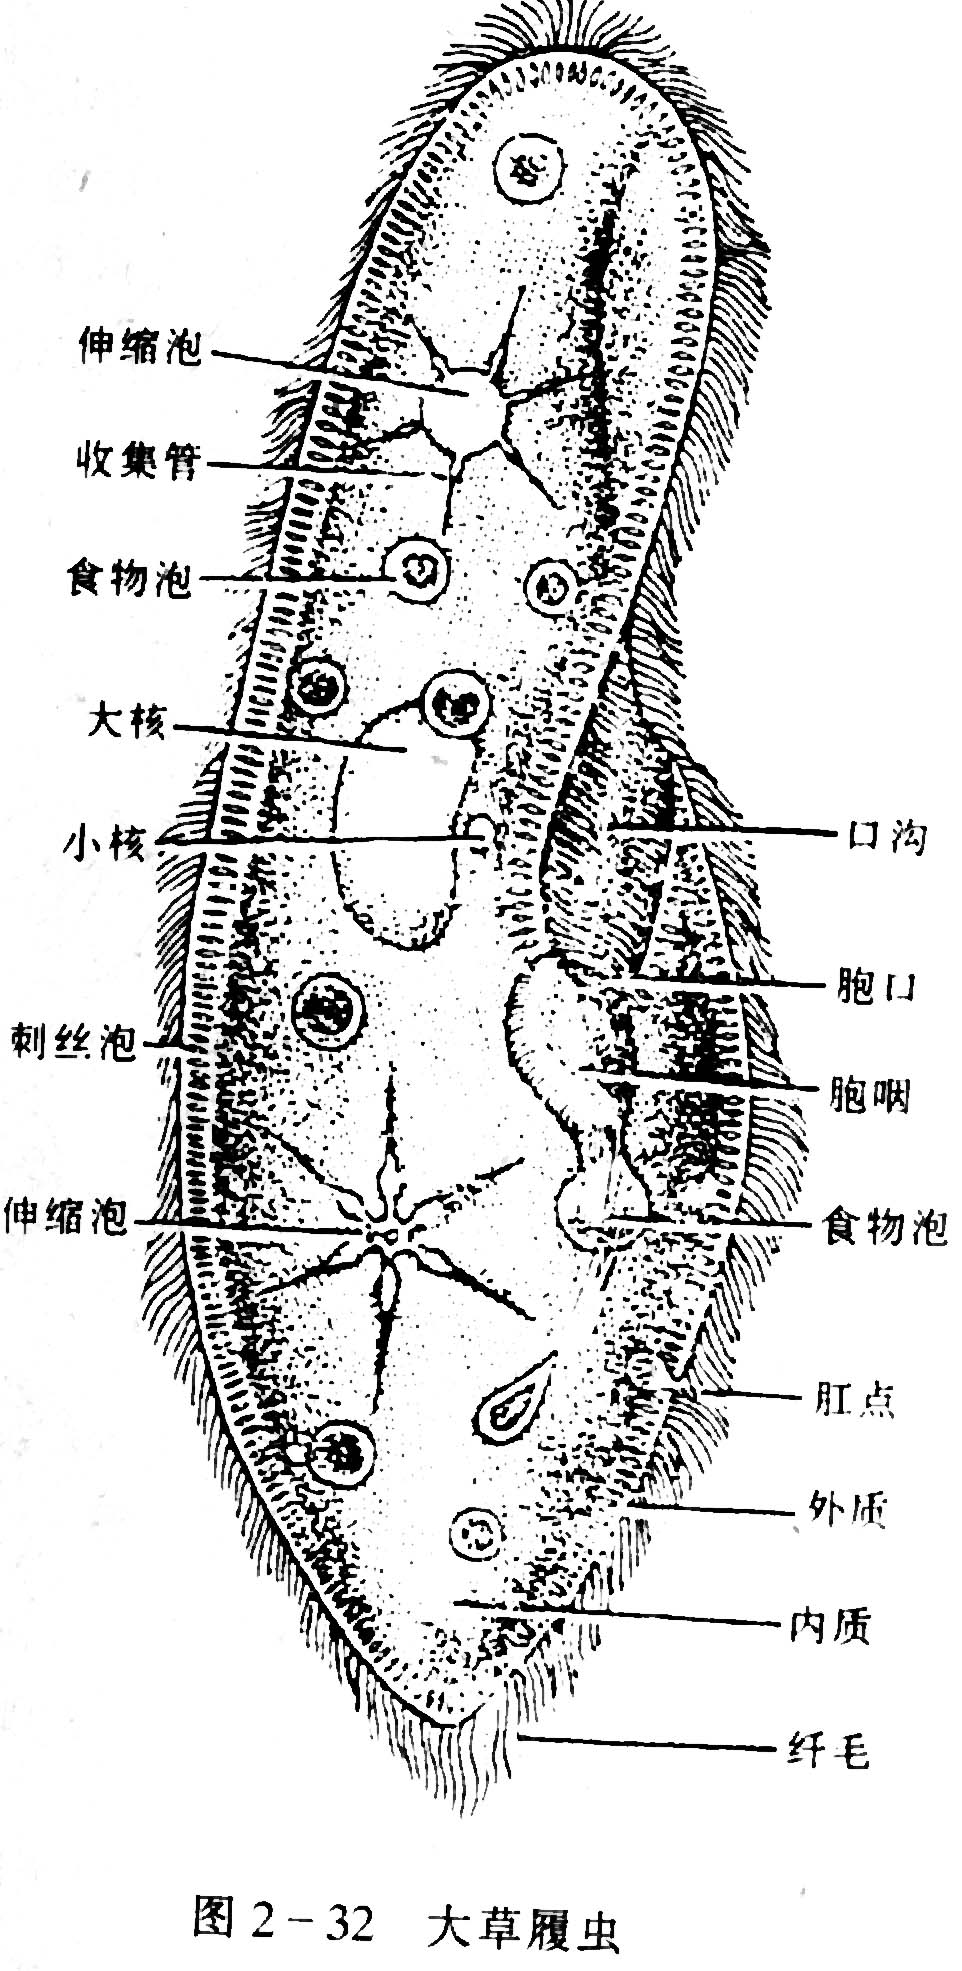 伸缩泡
收集管
食物泡
大核
小核
口沟
胞口
刺丝泡
胞咽
伸缩泡
食物泡
肛点
外质
内质
纤毛
图 2-32 大草履虫